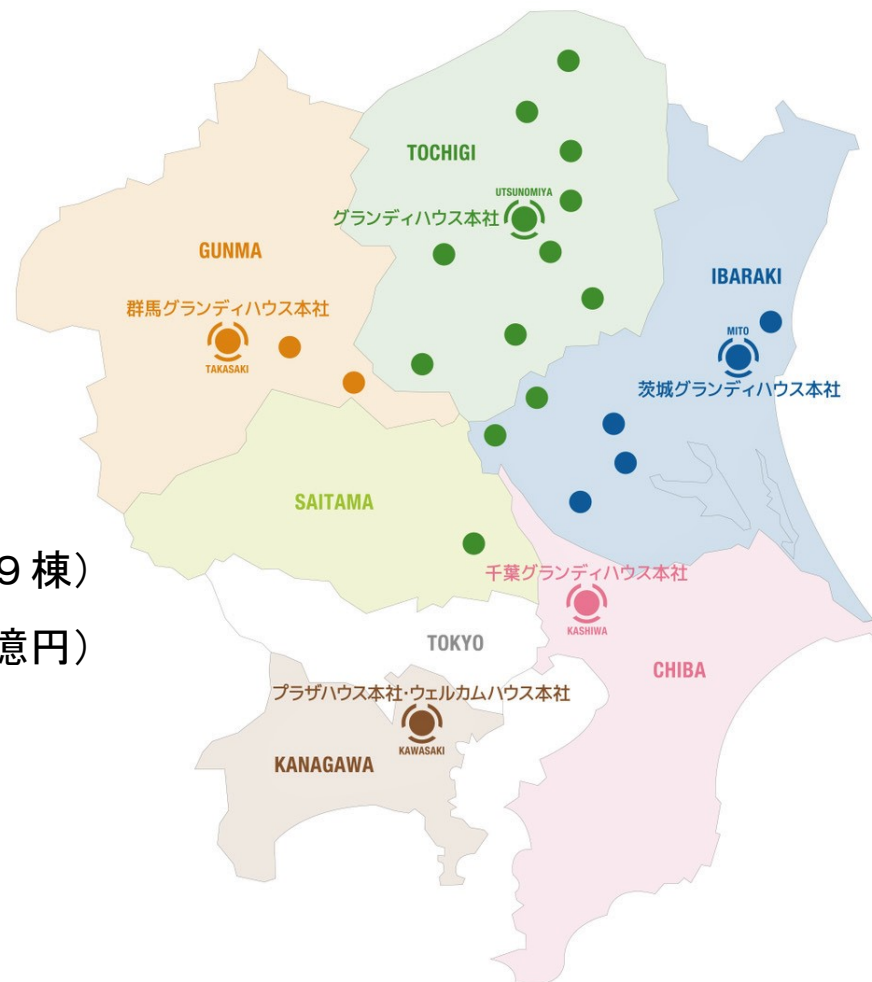 TOCHIGI
UTSUNOMIYA
グランディハウス本社
GUNMA
IBARAKI
群馬グランディハウス本社
TAKASAKI
MITO
茨城グランディハウス本社
SAITAMA
9棟）
千葉グランディハウス本社
KASHIWA
億円）
TOKYO
CHIBA
プラザハウス本社・ウェルカムハウス本社
KAWASAKI
KANAGAWA